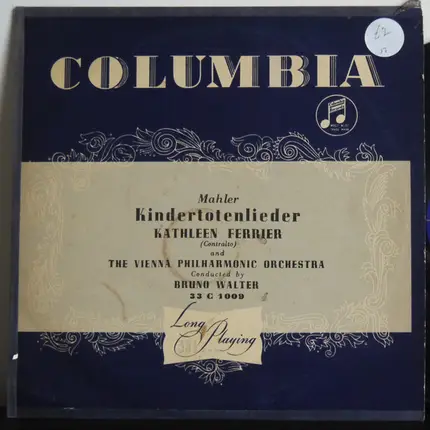 £2
COLUMBIA
Mahler
Kindertotenlieder
KATHLEEN FERRIER
(Contralto)
and
THE VIENNA PHILHARMONIC ORCHESTRA
Conducted by
BRUNO WALTER
33 C 1009
Long
Playing